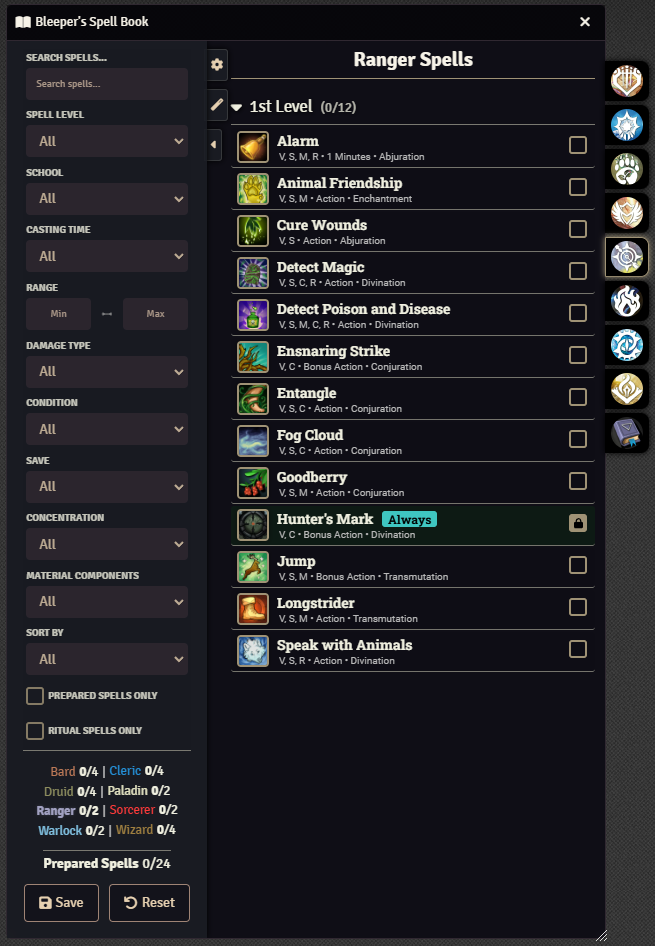 Bleeper's Spell Book
SEARCH SPELLS...
Search spells...
SPELL LEVEL
All
SCHOOL
All
CASTING TIME
All
RANGE
Min
Max
DAMAGE TYPE
All
CONDITION
All
SAVE
All
CONCENTRATION
All
MATERIAL COMPONENTS
All
SORT BY
All
PREPARED SPELLS ONLY
RITUAL SPELLS ONLY
Bard 0/4 | Cleric 0/4
Druid 0/4 | Paladin 0/2
Ranger 0/2 | Sorcerer 0/2
Warlock 0/2 | Wizard 0/4
Prepared Spells 0/24
Save
Reset
Ranger Spells
1st Level (0/12)
Alarm
V, S, M, R • 1 Minutes • Abjuration
Animal Friendship
V, S, M • Action • Enchantment
Cure Wounds
V, S • Action • Abjuration
Detect Magic
V, S, C, R • Action • Divination
Detect Poison and Disease
V, S, M, C, R • Action • Divination
Ensnaring Strike
V, C • Bonus Action • Conjuration
Entangle
V, S, C • Action • Conjuration
Fog Cloud
V, S, C • Action • Conjuration
Goodberry
V, S, M • Action • Conjuration
Hunter's Mark Always
V, C • Bonus Action • Divination
Jump
V, S, M • Bonus Action • Transmutation
Longstrider
V, S, M • Action • Transmutation
Speak with Animals
V, S, R • Action • Divination